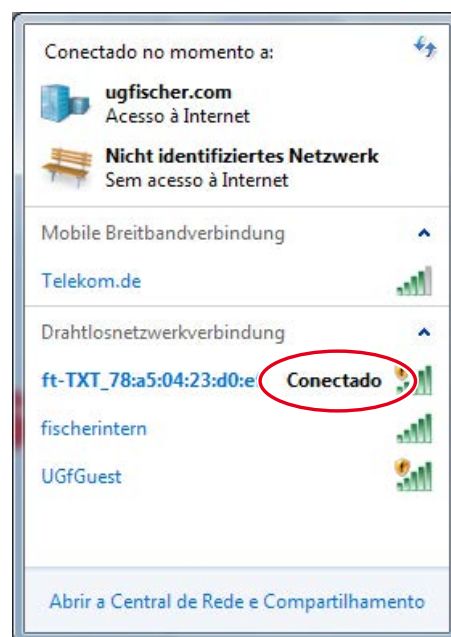 Conectado no momento a:
ugfischer.com
Acesso à Internet
Nicht identifiziertes Netzwerk
Sem acesso à Internet
Mobile Breitbandverbindung
Telekom.de
Drahtlosnetzwerkverbindung
ft-TXT_78:a5:04:23:d0:e Conectado
fischerintern
UGfGuest
Abrir a Central de Rede e Compartilhamento